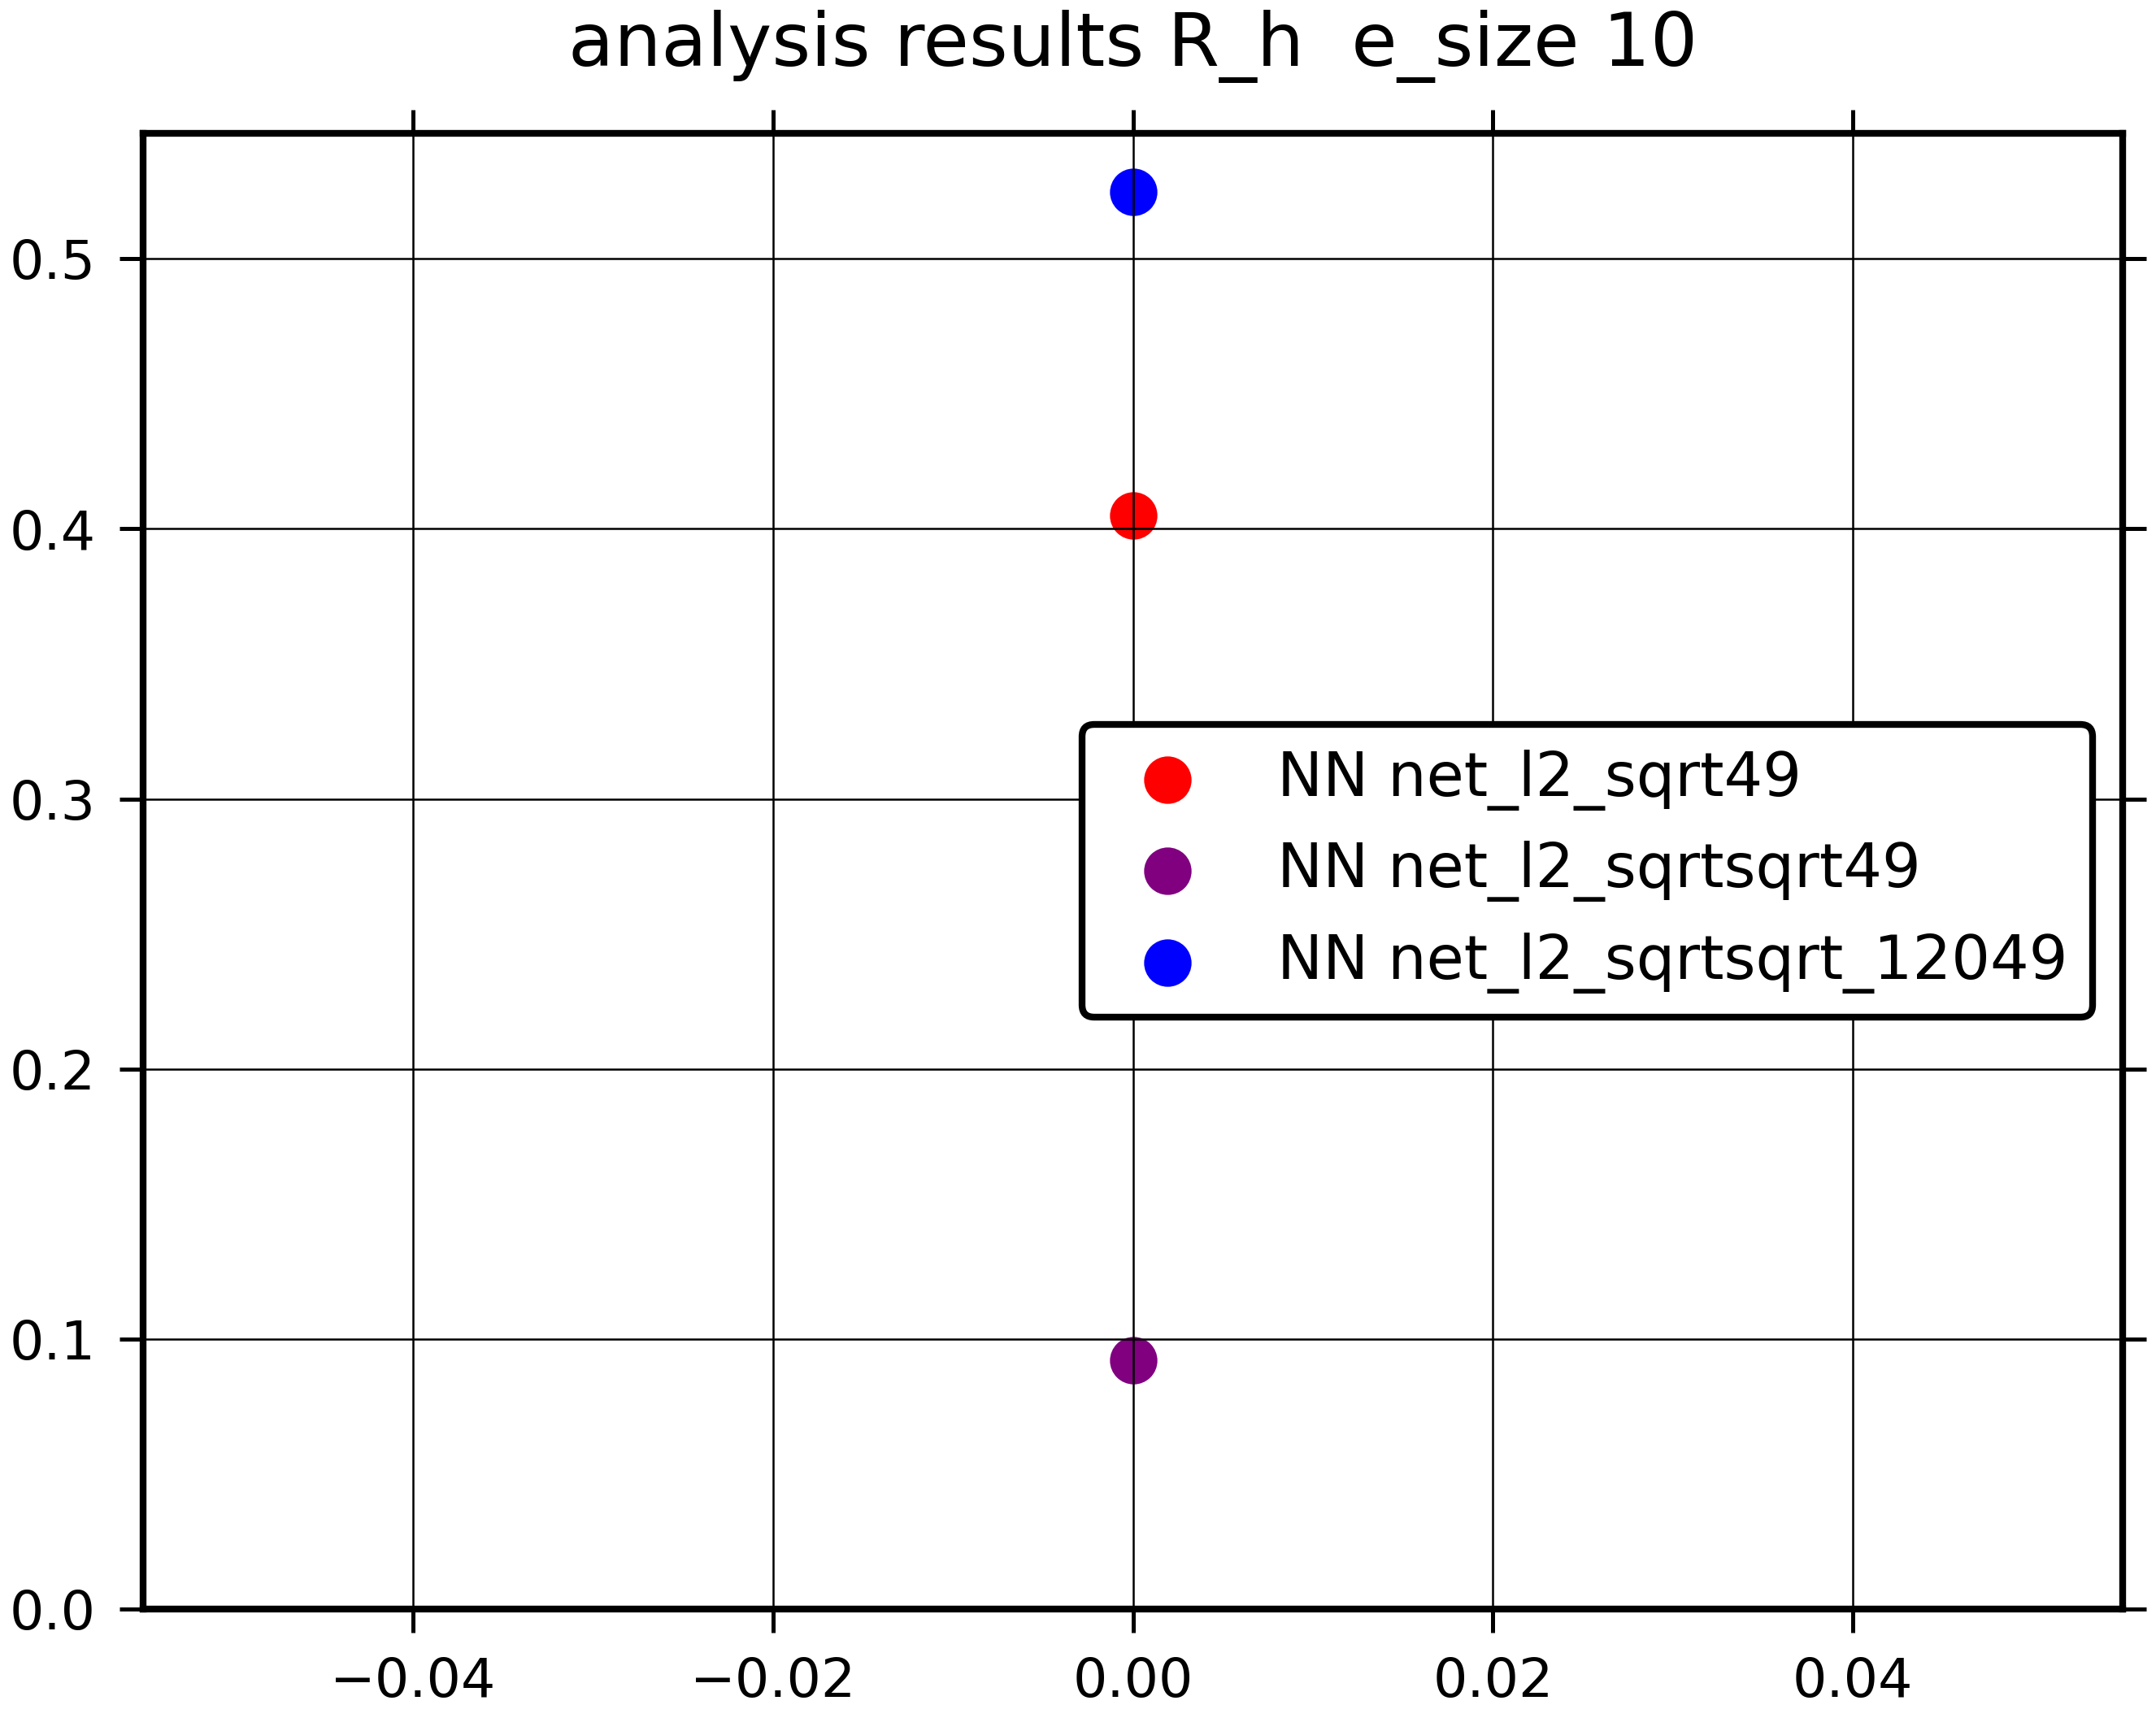 analysis results R_h  e_size 10
0.5
0.4
0.3
0.2
0.1
0.0
NN net_l2_sqrt49
NN net_l2_sqrtsqrt49
NN net_l2_sqrtsqrt_12049
−0.04 −0.02 0.00 0.02 0.04